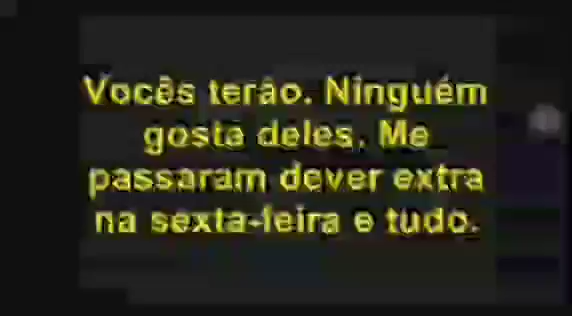 Vocês terão. Ninguém
gosta deles. Me
passaram dever extra
na sexta-feira e tudo.